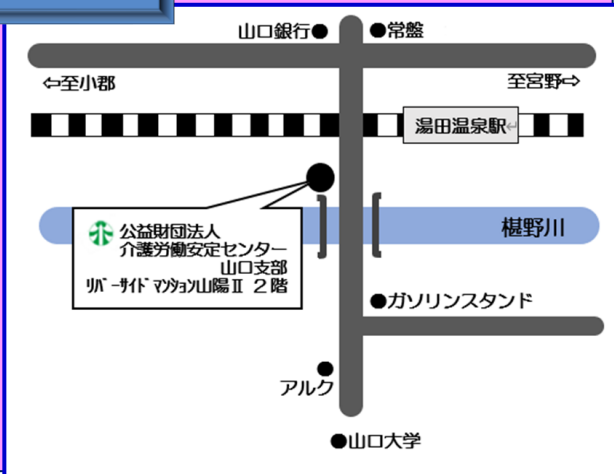 山口銀行●
●常盤
⇦至小郡
至宮野⇨
湯田温泉駅↵
公益財団法人
介護労働安定センター
山口支部
ﾘﾊﾞｰｻｲﾄﾞﾏﾝｼｮﾝ山陽Ⅱ ２階
椹野川
●ガソリンスタンド
アルク
●山口大学